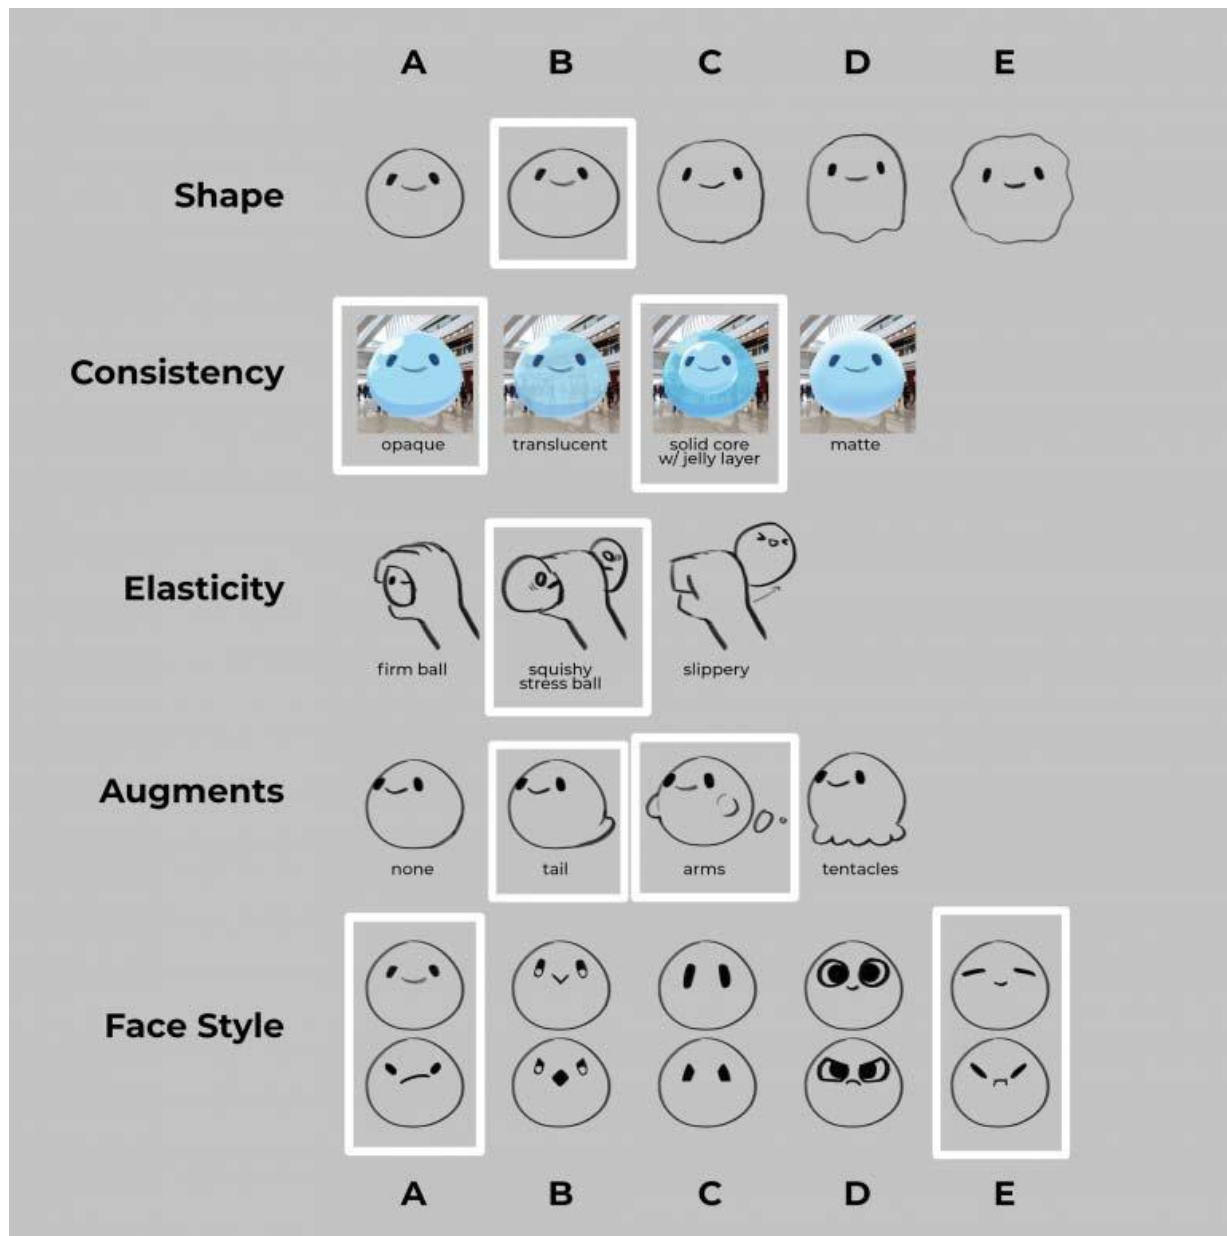 A B C D E
Shape
Consistency
opaque
translucent
solid core
w/ jelly layer
matte
Elasticity
firm ball
squishy
stress ball
slippery
Augments
none
tail
arms
tentacles
Face Style
A B C D E